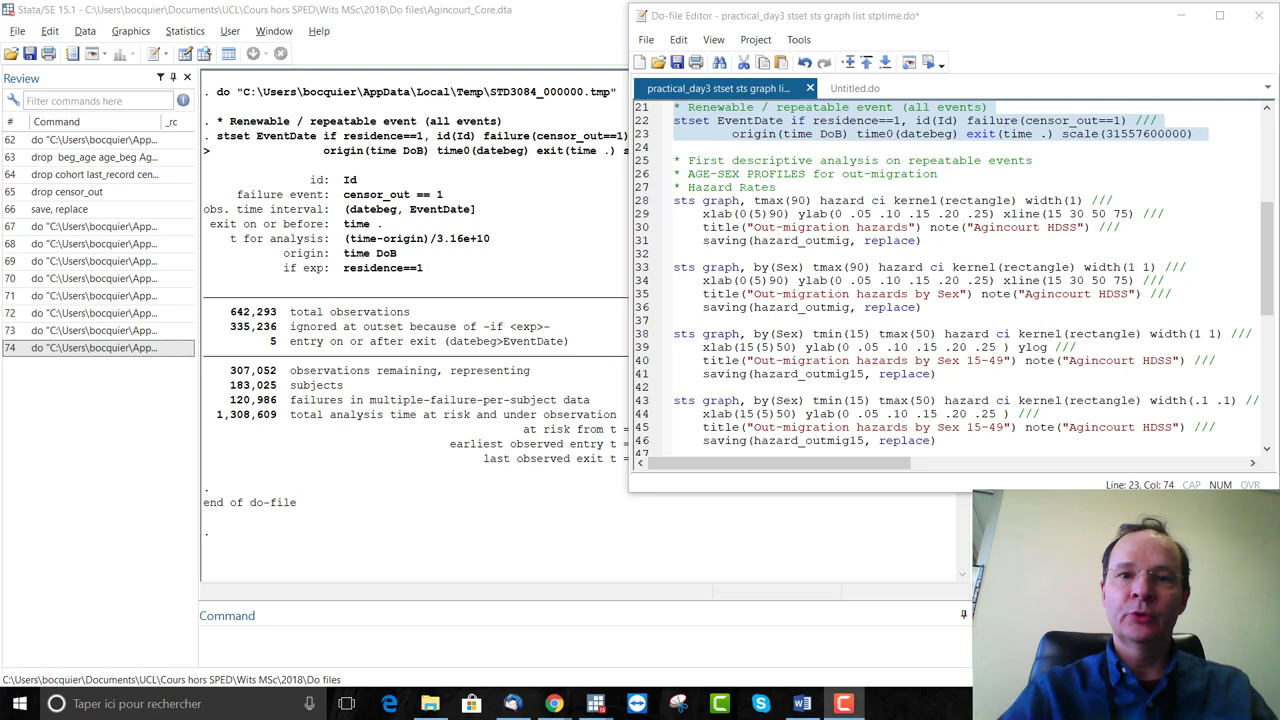 Stata/SE 15.1 - C:\Users\bocquier\Documents\UCL\Cours hors SPED\Wits MSc\2018\Do files\Agincourt_Core.dta
File Edit Data Graphics Statistics User Window Help
Review
Filter commands here
# Command _rc
62 do "C:\Users\bocquier\App...
63 drop beg_age age_beg Ag...
64 drop cohort last_record cen...
65 drop censor_out
66 save, replace
67 do "C:\Users\bocquier\App...
68 do "C:\Users\bocquier\App...
69 do "C:\Users\bocquier\App...
70 do "C:\Users\bocquier\App...
71 do "C:\Users\bocquier\App...
72 do "C:\Users\bocquier\App...
73 do "C:\Users\bocquier\App...
74 do "C:\Users\bocquier\App...
. do "C:\Users\bocquier\AppData\Local\Temp\STD3084_000000.tmp"
. * Renewable / repeatable event (all events)
. stset EventDate if residence==1, id(Id) failure(censor_out==1)
> origin(time DoB) time0(datebeg) exit(time .) s
id: Id
failure event: censor_out == 1
obs. time interval: (datebeg, EventDate]
exit on or before: time .
t for analysis: (time-origin)/3.16e+10
origin: time DoB
if exp: residence==1
642,293 total observations
335,236 ignored at outset because of -if <exp>-
5 entry on or after exit (datebeg>EventDate)
307,052 observations remaining, representing
183,025 subjects
120,986 failures in multiple-failure-per-subject data
1,308,609 total analysis time at risk and under observation
at risk from t =
earliest observed entry t =
last observed exit t =
.
end of do-file
.
Command
C:\Users\bocquier\Documents\UCL\Cours hors SPED\Wits MSc\2018\Do files
Do-file Editor - practical_day3 stset sts graph list stptime.do*
File Edit View Project Tools
practical_day3 stset sts graph li... Untitled.do
21 * Renewable / repeatable event (all events)
22 stset EventDate if residence==1, id(Id) failure(censor_out==1) ///
23 origin(time DoB) time0(datebeg) exit(time .) scale(31557600000)
24
25 * First descriptive analysis on repeatable events
26 * AGE-SEX PROFILES for out-migration
27 * Hazard Rates
28 sts graph, tmax(90) hazard ci kernel(rectangle) width(1) ///
29 xlab(0(5)90) ylab(0 .05 .10 .15 .20 .25) xline(15 30 50 75) ///
30 title("Out-migration hazards") note("Agincourt HDSS") ///
31 saving(hazard_outmig, replace)
32
33 sts graph, by(Sex) tmax(90) hazard ci kernel(rectangle) width(1 1) ///
34 xlab(0(5)90) ylab(0 .05 .10 .15 .20 .25) xline(15 30 50 75) ///
35 title("Out-migration hazards by Sex") note("Agincourt HDSS") ///
36 saving(hazard_outmig, replace)
37
38 sts graph, by(Sex) tmin(15) tmax(50) hazard ci kernel(rectangle) width(1 1) ///
39 xlab(15(5)50) ylab(0 .05 .10 .15 .20 .25 ) ylog ///
40 title("Out-migration hazards by Sex 15-49") note("Agincourt HDSS") ///
41 saving(hazard_outmig15, replace)
42
43 sts graph, by(Sex) tmin(15) tmax(50) hazard ci kernel(rectangle) width(.1 .1) //
44 xlab(15(5)50) ylab(0 .05 .10 .15 .20 .25 ) ///
45 title("Out-migration hazards by Sex 15-49") note("Agincourt HDSS") ///
46 saving(hazard_outmig15, replace)
47
Line: 23, Col: 74 CAP NUM OVR
Taper ici pour rechercher